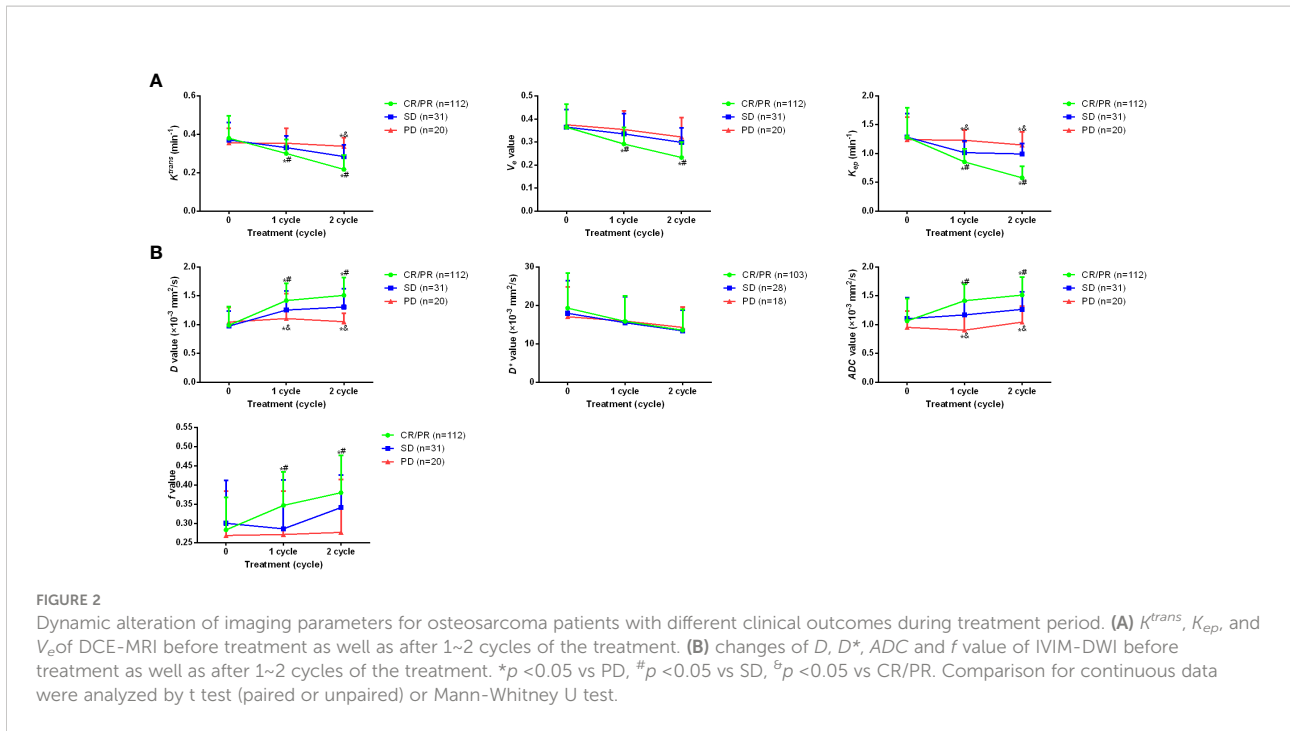 A
K^trans (min⁻¹)
0.6
0.4
0.2
0.0
*&
*#
*#
0
1 cycle
2 cycle
Treatment (cycle)
CR/PR (n=112)
SD (n=31)
PD (n=20)
Ve value
0.5
0.4
0.3
0.2
0.1
0.0
*#
*#
0
1 cycle
2 cycle
Treatment (cycle)
CR/PR (n=112)
SD (n=31)
PD (n=20)
Kep (min⁻¹)
2.0
1.5
1.0
0.5
0.0
*&
*&
*#
*#
0
1 cycle
2 cycle
Treatment (cycle)
CR/PR (n=112)
SD (n=31)
PD (n=20)
B
D value (×10⁻³ mm²/s)
2.0
1.5
1.0
0.5
0.0
*#
*#
*&
*&
0
1 cycle
2 cycle
Treatment (cycle)
CR/PR (n=112)
SD (n=31)
PD (n=20)
D* value (×10⁻³ mm²/s)
30
20
10
0
0
1 cycle
2 cycle
Treatment (cycle)
CR/PR (n=103)
SD (n=28)
PD (n=18)
ADC value (×10⁻³ mm²/s)
2.0
1.5
1.0
0.5
0.0
*#
*#
*&
*&
0
1 cycle
2 cycle
Treatment (cycle)
CR/PR (n=112)
SD (n=31)
PD (n=20)
f value
0.55
0.50
0.45
0.40
0.35
0.30
0.25
*#
*#
0
1 cycle
2 cycle
Treatment (cycle)
CR/PR (n=112)
SD (n=31)
PD (n=20)
FIGURE 2
Dynamic alteration of imaging parameters for osteosarcoma patients with different clinical outcomes during treatment period. (A) K^trans, Kep, and
Veof DCE-MRI before treatment as well as after 1~2 cycles of the treatment. (B) changes of D, D*, ADC and f value of IVIM-DWI before
treatment as well as after 1~2 cycles of the treatment. *p <0.05 vs PD, #p <0.05 vs SD, &p <0.05 vs CR/PR. Comparison for continuous data
were analyzed by t test (paired or unpaired) or Mann-Whitney U test.